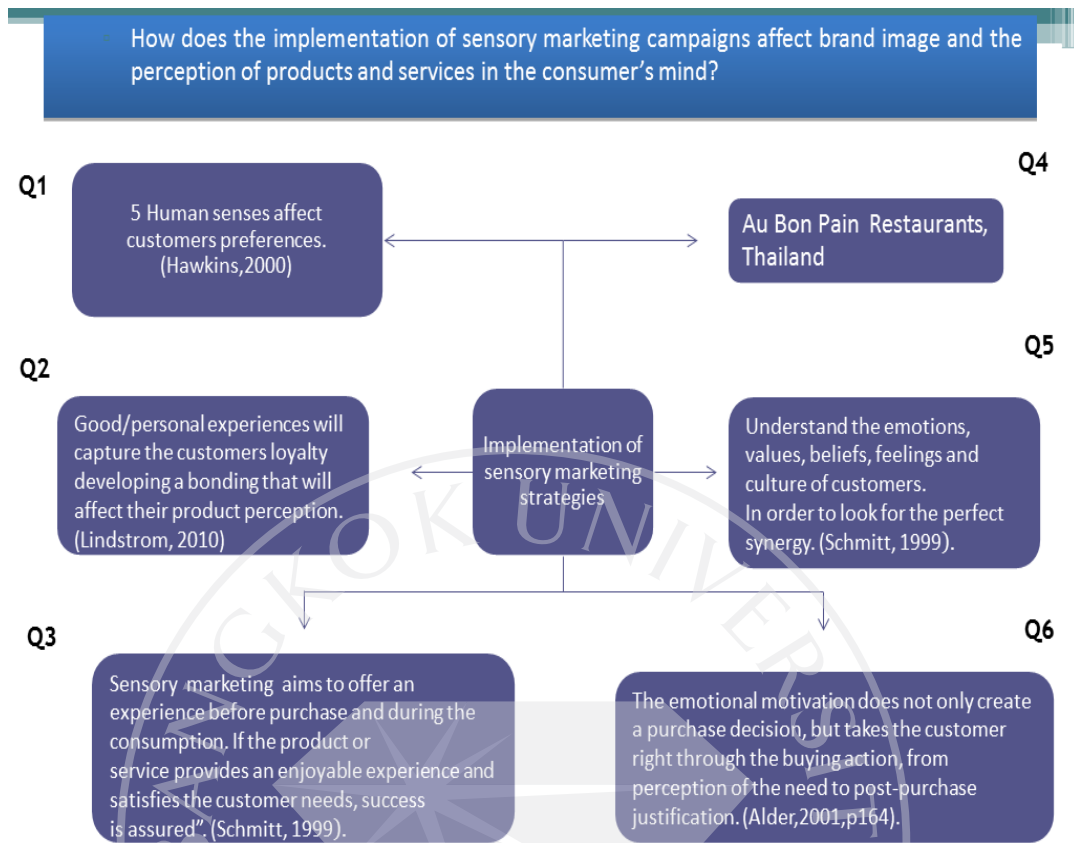 How does the implementation of sensory marketing campaigns affect brand image and the
perception of products and services in the consumer's mind?
Q1
5 Human senses affect
customers preferences.
(Hawkins,2000)
Q4
Au Bon Pain Restaurants,
Thailand
Q2
Good/personal experiences will
capture the customers loyalty
developing a bonding that will
affect their product perception.
(Lindstrom, 2010)
Implementation of
sensory marketing
strategies
Q5
Understand the emotions,
values, beliefs, feelings and
culture of customers.
In order to look for the perfect
synergy. (Schmitt, 1999).
Q3
Sensory marketing aims to offer an
experience before purchase and during the
consumption. If the product or
service provides an enjoyable experience and
satisfies the customer needs, success
is assured". (Schmitt, 1999).
Q6
The emotional motivation does not only create
a purchase decision, but takes the customer
right through the buying action, from
perception of the need to post-purchase
justification. (Alder,2001,p164).
BANGKOK UNIVERSIT